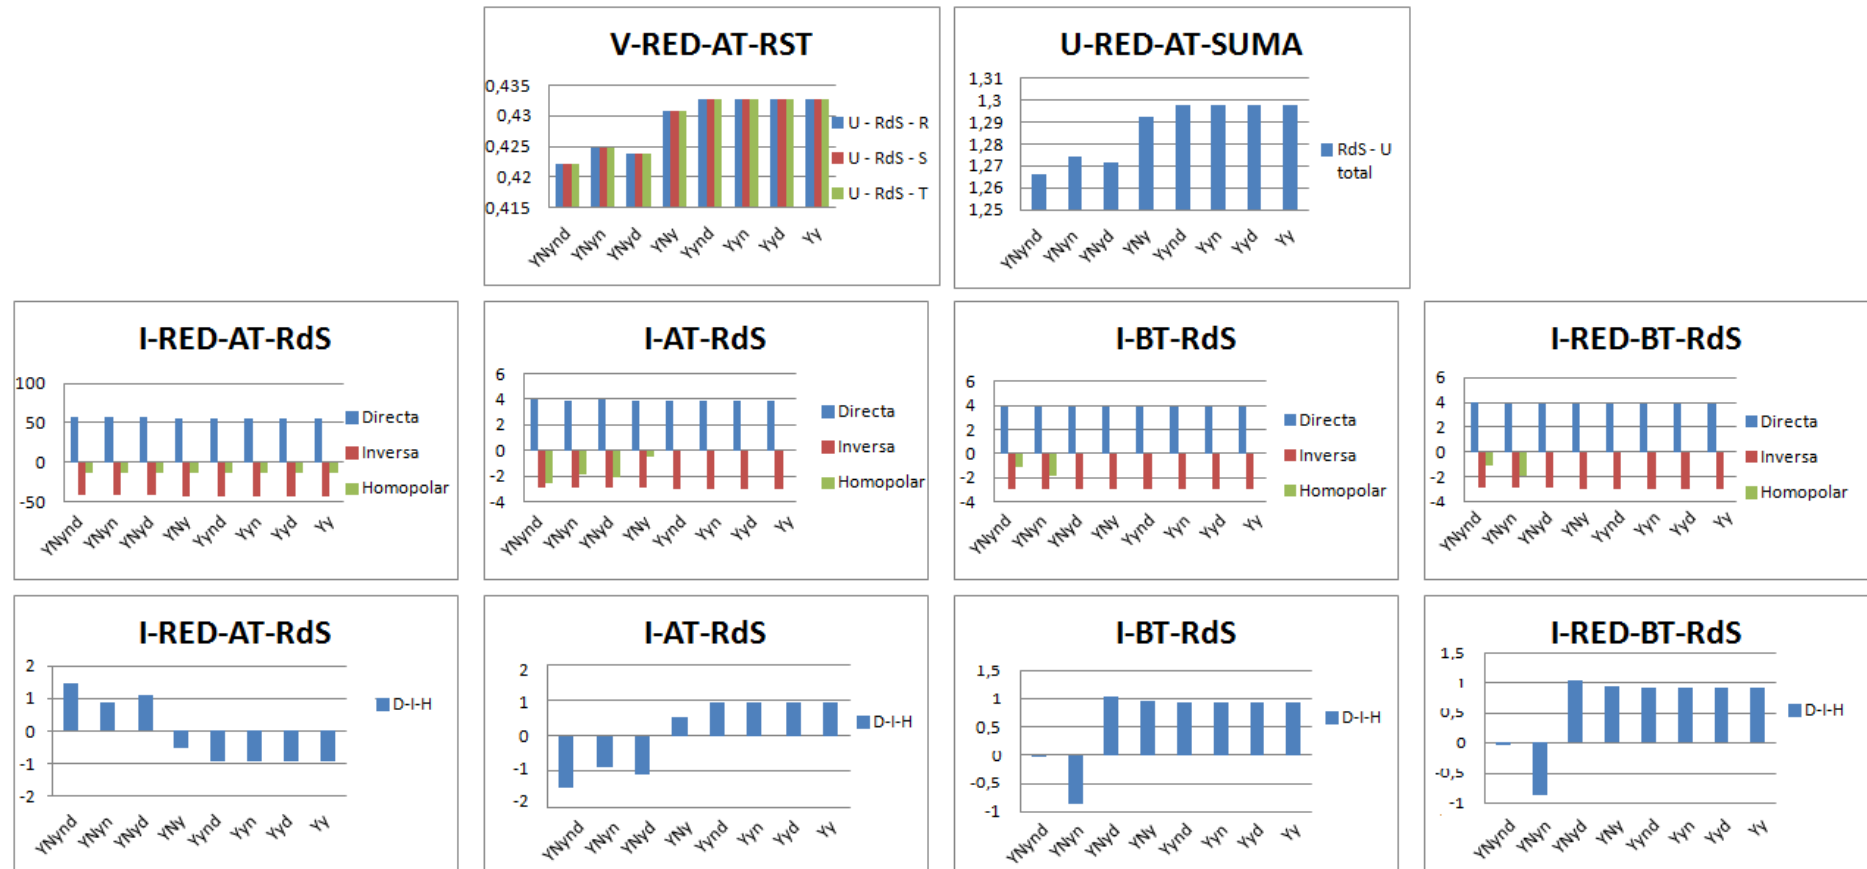 V-RED-AT-RST
0,435
0,43
0,425
0,42
0,415
U - RdS - R
U - RdS - S
U - RdS - T
YNynd YNyn YNyd YNy Yynd Yyn Yyd Yy
U-RED-AT-SUMA
1,31
1,3
1,29
1,28
1,27
1,26
1,25
RdS - U
total
YNynd YNyn YNyd YNy Yynd Yyn Yyd Yy
I-RED-AT-RdS
100
50
0
-50
Directa
Inversa
Homopolar
YNynd YNyn YNyd YNy Yynd Yyn Yyd Yy
I-AT-RdS
6
4
2
0
-2
-4
Directa
Inversa
Homopolar
YNynd YNyn YNyd YNy Yynd Yyn Yyd Yy
I-BT-RdS
6
4
2
0
-2
-4
Directa
Inversa
Homopolar
YNynd YNyn YNyd YNy Yynd Yyn Yyd Yy
I-RED-BT-RdS
6
4
2
0
-2
-4
Directa
Inversa
Homopolar
YNynd YNyn YNyd YNy Yynd Yyn Yyd Yy
I-RED-AT-RdS
2
1
0
-1
-2
D-I-H
YNynd YNyn YNyd YNy Yynd Yyn Yyd Yy
I-AT-RdS
2
1
0
-1
-2
D-I-H
YNynd YNyn YNyd YNy Yynd Yyn Yyd Yy
I-BT-RdS
1,5
1
0,5
0
-0,5
-1
D-I-H
YNynd YNyn YNyd YNy Yynd Yyn Yyd Yy
I-RED-BT-RdS
1,5
1
0,5
0
-0,5
-1
D-I-H
YNynd YNyn YNyd YNy Yynd Yyn Yyd Yy